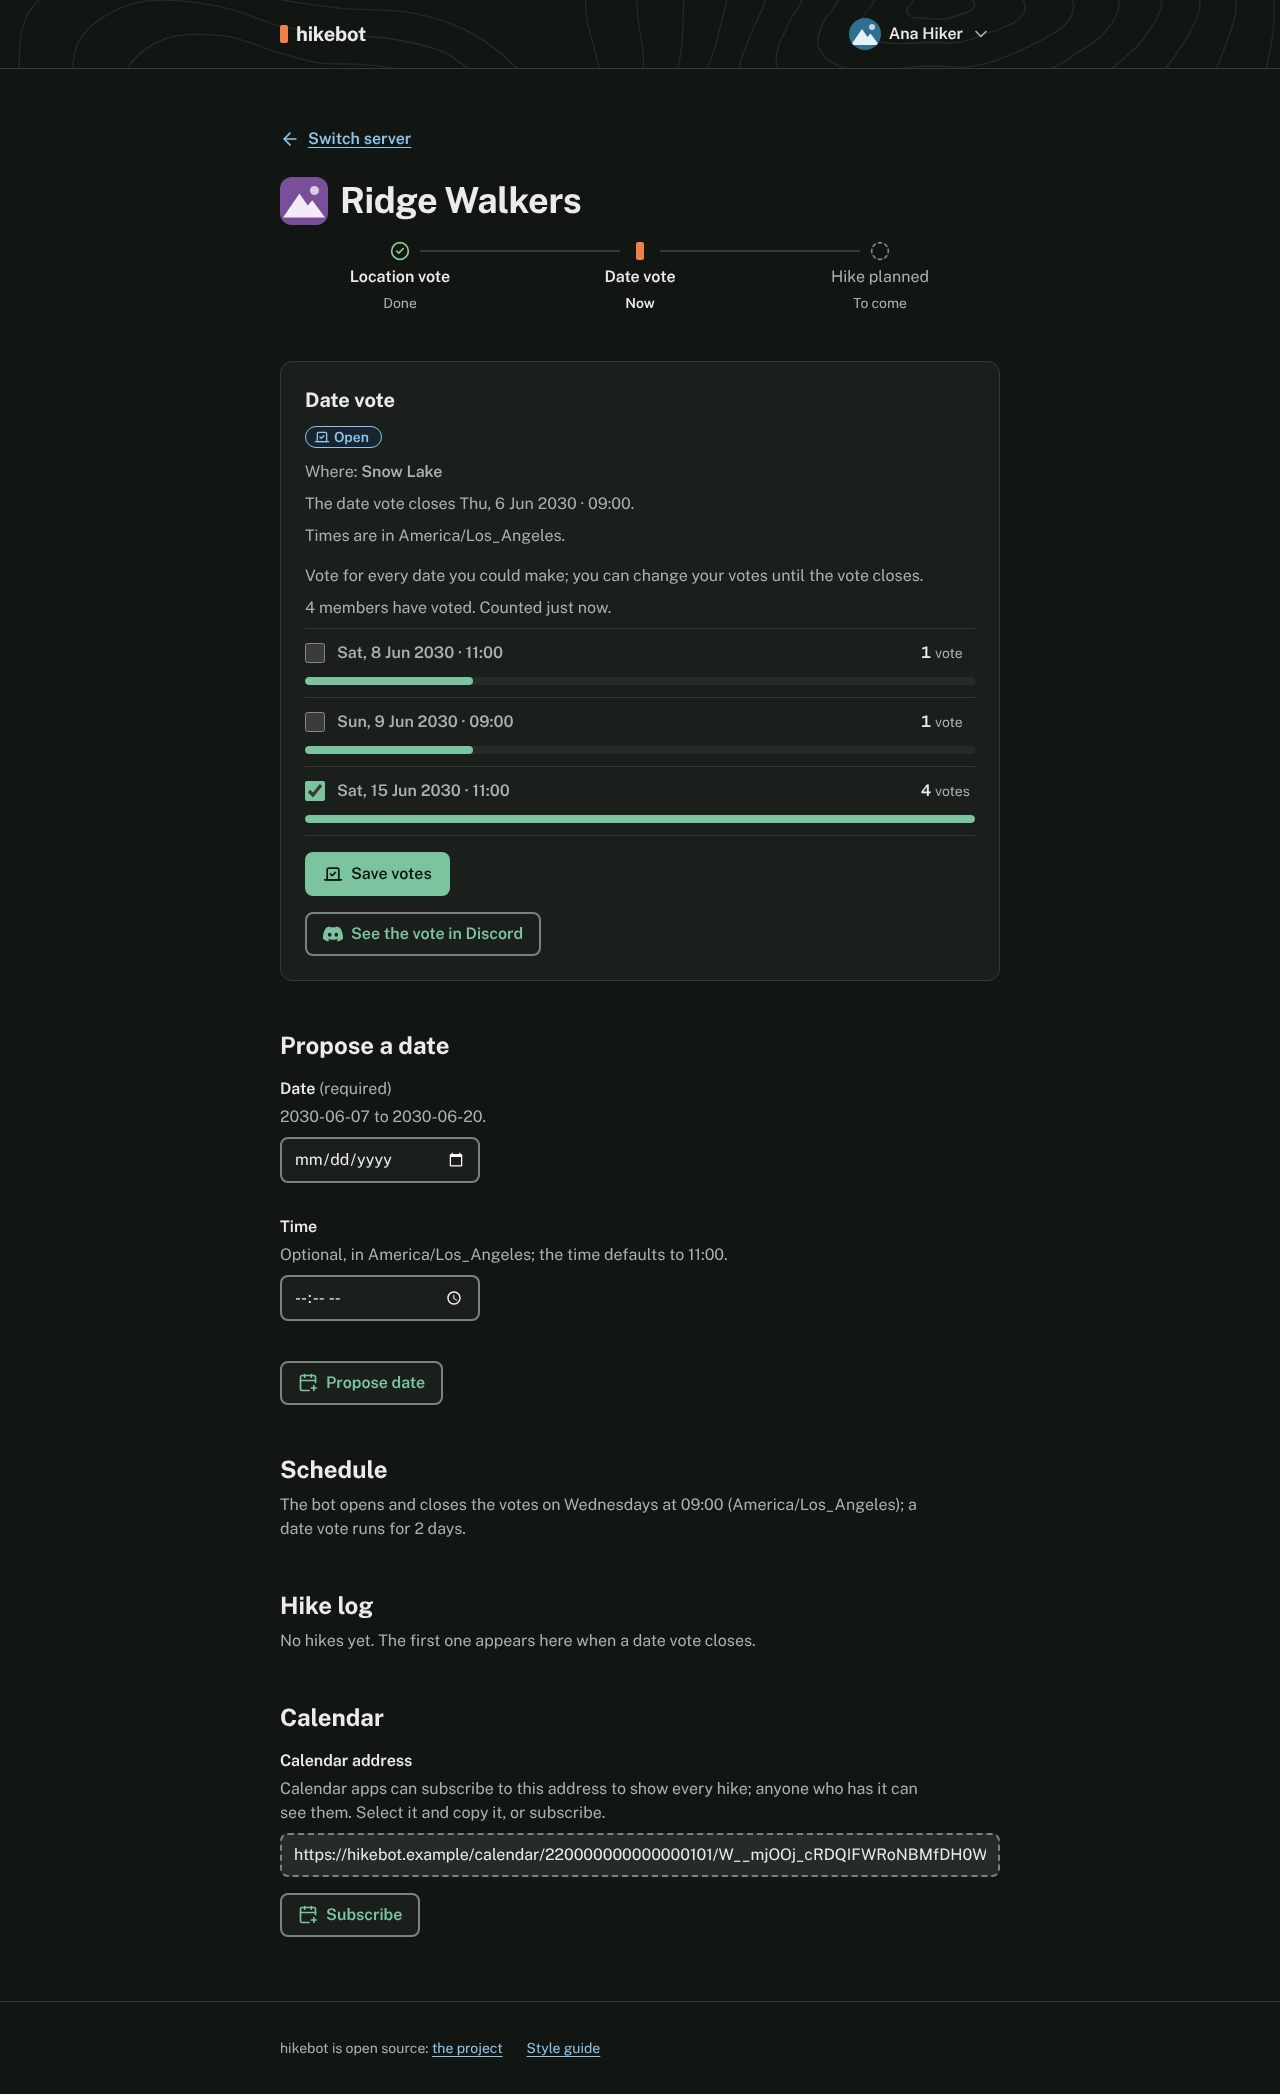 hikebot
Ana Hiker
Switch server
Ridge Walkers
Location vote
Done
Date vote
Now
Hike planned
To come
Date vote
Open
Where: Snow Lake
The date vote closes Thu, 6 Jun 2030 · 09:00.
Times are in America/Los_Angeles.
Vote for every date you could make; you can change your votes until the vote closes.
4 members have voted. Counted just now.
Sat, 8 Jun 2030 · 11:00 1 vote
Sun, 9 Jun 2030 · 09:00 1 vote
Sat, 15 Jun 2030 · 11:00 4 votes
Save votes
See the vote in Discord
Propose a date
Date (required)
2030-06-07 to 2030-06-20.
mm/dd/yyyy
Time
Optional, in America/Los_Angeles; the time defaults to 11:00.
--:-- --
Propose date
Schedule
The bot opens and closes the votes on Wednesdays at 09:00 (America/Los_Angeles); a
date vote runs for 2 days.
Hike log
No hikes yet. The first one appears here when a date vote closes.
Calendar
Calendar address
Calendar apps can subscribe to this address to show every hike; anyone who has it can
see them. Select it and copy it, or subscribe.
https://hikebot.example/calendar/220000000000000101/W__mjOOj_cRDQIFWRoNBMfDH0W
Subscribe
hikebot is open source: the project Style guide